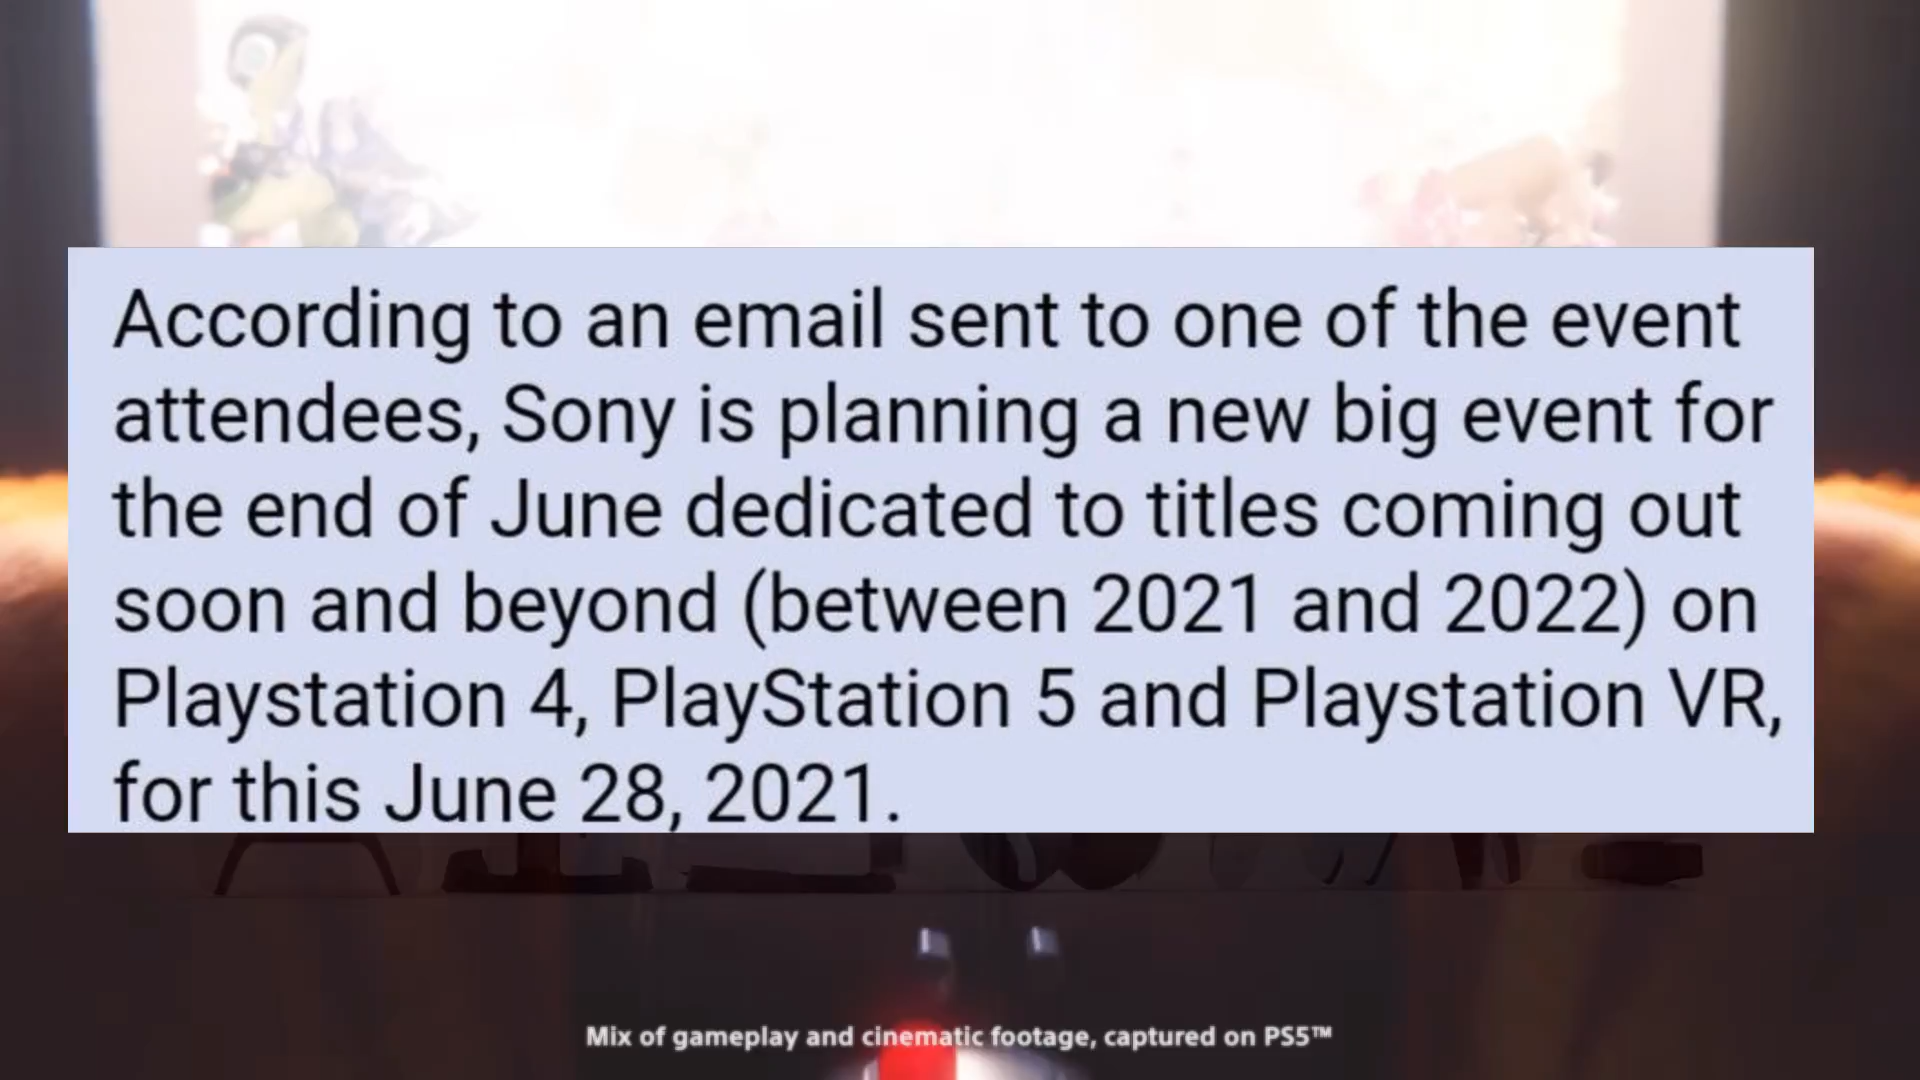 According to an email sent to one of the event
attendees, Sony is planning a new big event for
the end of June dedicated to titles coming out
soon and beyond (between 2021 and 2022) on
Playstation 4, PlayStation 5 and Playstation VR,
for this June 28, 2021.
Mix of gameplay and cinematic footage, captured on PS5™